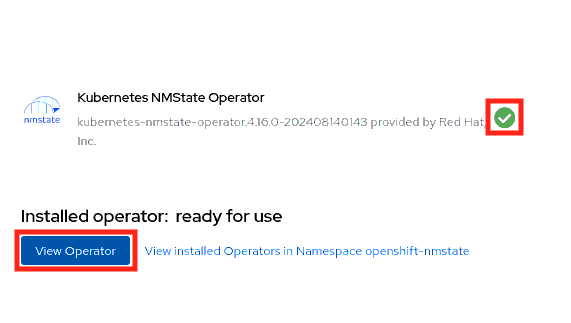 Kubernetes NMState Operator
nmstate
kubernetes-nmstate-operator.4.16.0-202408140143 provided by Red Hat,
Inc.
Installed operator: ready for use
View Operator
View installed Operators in Namespace openshift-nmstate